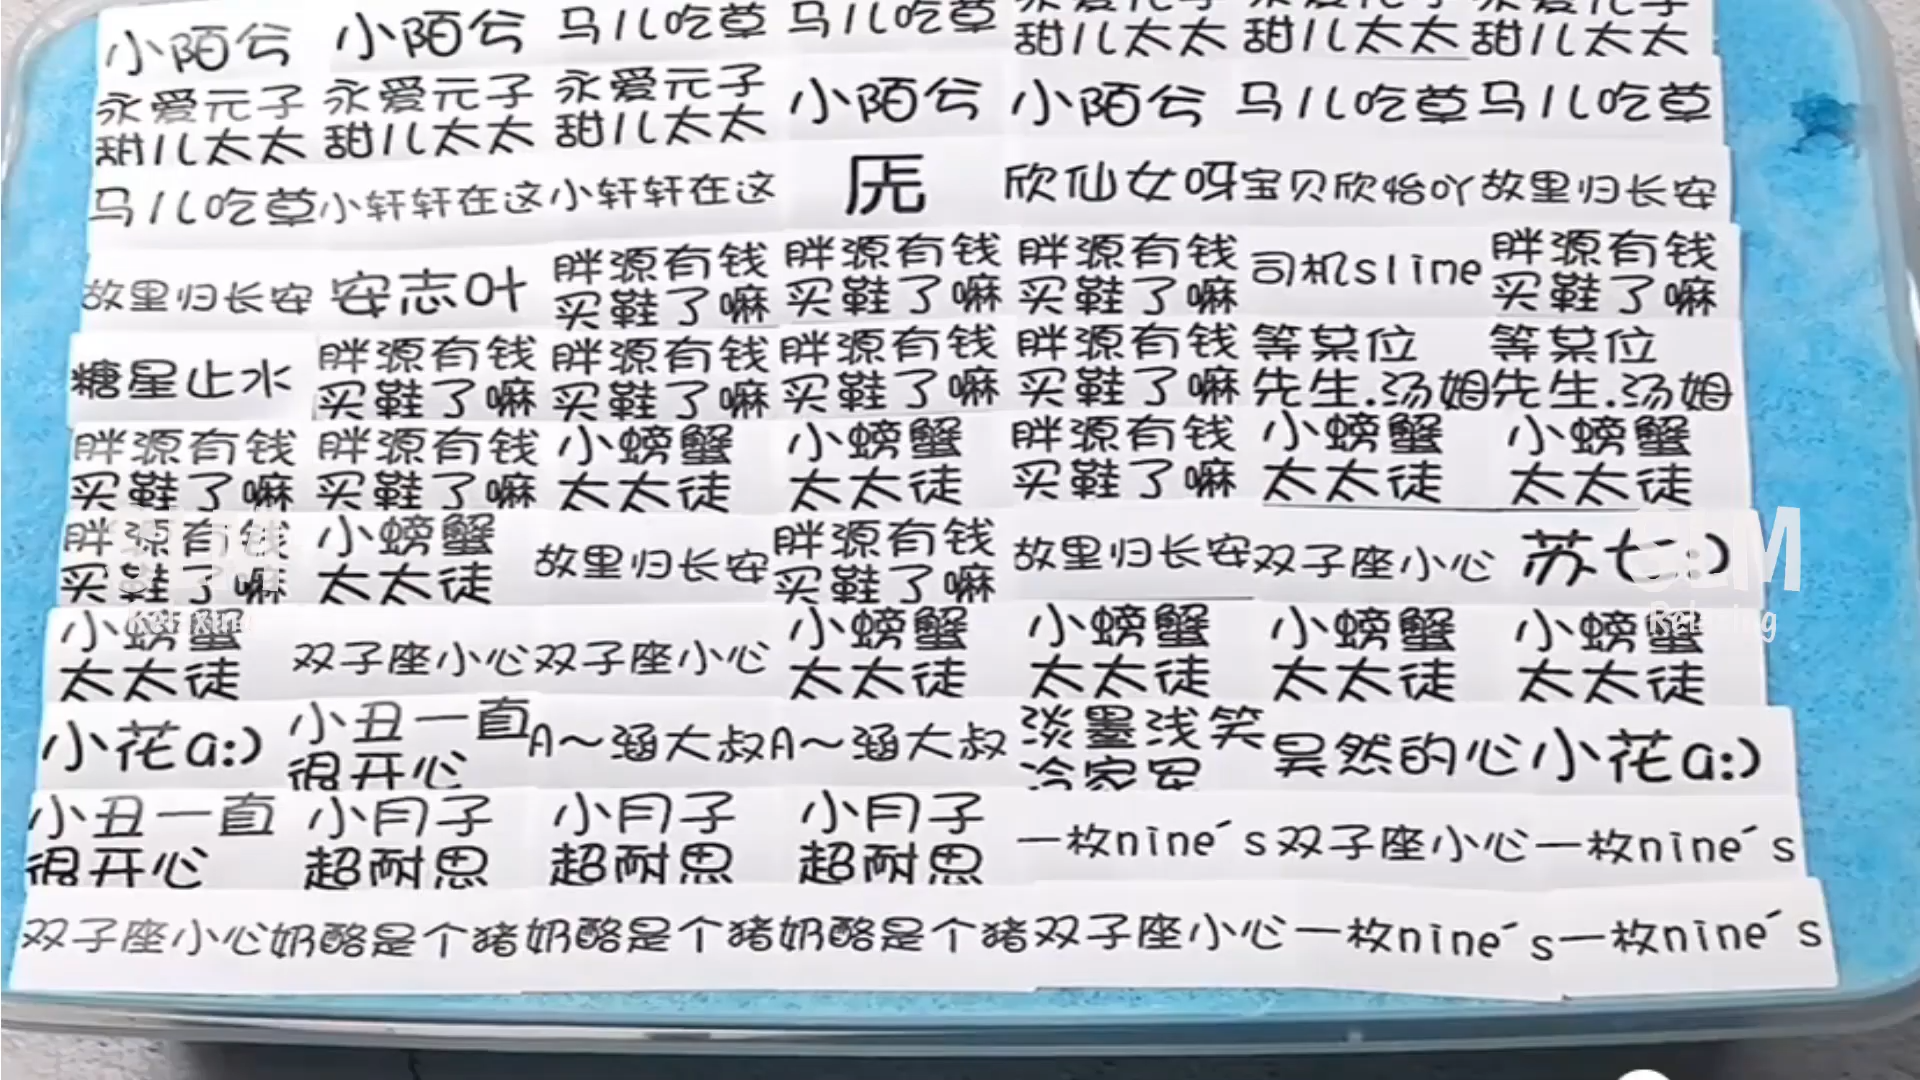 小陌兮 小陌兮 马儿吃草 马儿吃草 永爱元子 永爱元子 永爱元子
甜儿太太 甜儿太太 甜儿太太
永爱元子 永爱元子 永爱元子 小陌兮 小陌兮 马儿吃草 马儿吃草
甜儿太太 甜儿太太 甜儿太太
马儿吃草 小轩轩在这 小轩轩在这 兏 欣仙女呀 宝贝欣怡吖 故里归长安
故里归长安 安志叶 胖源有钱 胖源有钱 胖源有钱 司机slime 胖源有钱
买鞋了嘛 买鞋了嘛 买鞋了嘛 买鞋了嘛
糖星止水 胖源有钱 胖源有钱 胖源有钱 胖源有钱 等某位 等某位
买鞋了嘛 买鞋了嘛 买鞋了嘛 买鞋了嘛 先生.汤姆 先生.汤姆
胖源有钱 胖源有钱 小螃蟹 小螃蟹 胖源有钱 小螃蟹 小螃蟹
买鞋了嘛 买鞋了嘛 太太徒 太太徒 买鞋了嘛 太太徒 太太徒
胖源有钱 小螃蟹 故里归长安 胖源有钱 故里归长安 双子座小心 苏七:)
买鞋了嘛 太太徒 买鞋了嘛
小螃蟹 双子座小心 双子座小心 小螃蟹 小螃蟹 小螃蟹 小螃蟹
太太徒 太太徒 太太徒 太太徒 太太徒
小花a:) 小丑一直 A～涵大叔 A～涵大叔 淡墨浅笑 昊然的心 小花a:)
很开心
小丑一直 小月子 小月子 小月子 一枚nine´s 双子座小心 一枚nine´s
很开心 超耐思 超耐思 超耐思
双子座小心 奶酪是个猪 奶酪是个猪 奶酪是个猪 双子座小心 一枚nine´s 一枚nine´s
GLM
Relaxing
Relaxing